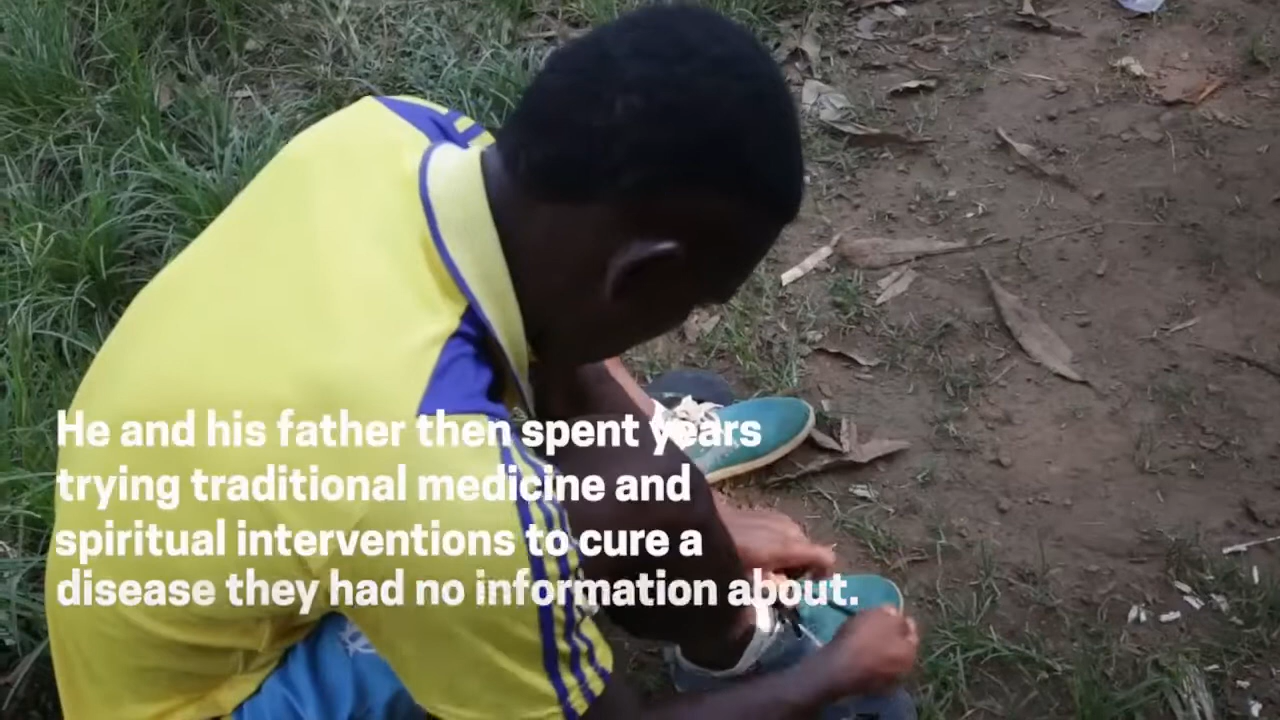 He and his father then spent years
trying traditional medicine and
spiritual interventions to cure a
disease they had no information about.